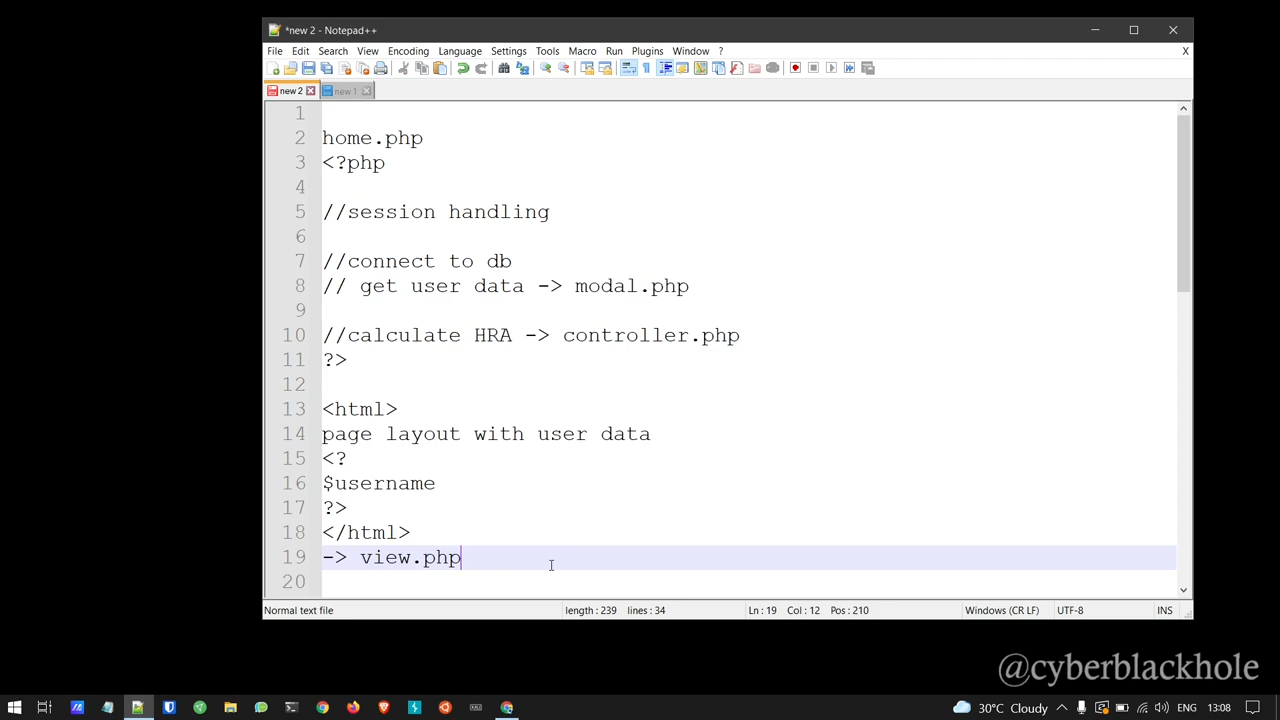 *new 2 - Notepad++
File Edit Search View Encoding Language Settings Tools Macro Run Plugins Window ? X
new 2 new 1
1
2 home.php
3 <?php
4
5 //session handling
6
7 //connect to db
8 // get user data -> modal.php
9
10 //calculate HRA -> controller.php
11 ?>
12
13 <html>
14 page layout with user data
15 <?
16 $username
17 ?>
18 </html>
19 -> view.php
20
Normal text file length : 239 lines : 34 Ln : 19 Col : 12 Pos : 210 Windows (CR LF) UTF-8 INS
@cyberblackhole
30°C Cloudy ENG 13:08